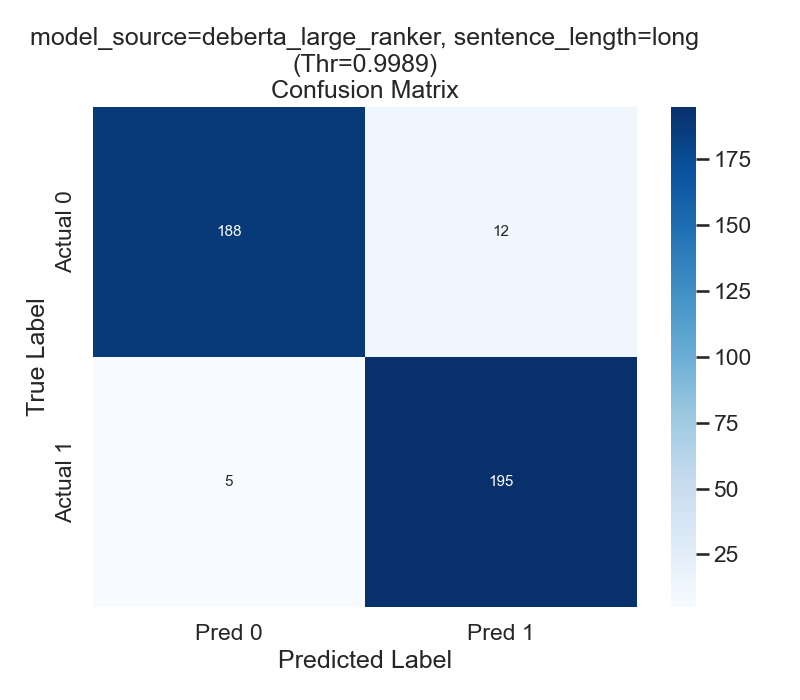 model_source=deberta_large_ranker, sentence_length=long
(Thr=0.9989)
Confusion Matrix
True Label
Actual 0
188
12
Actual 1
5
195
Pred 0
Pred 1
Predicted Label
175
150
125
100
75
50
25